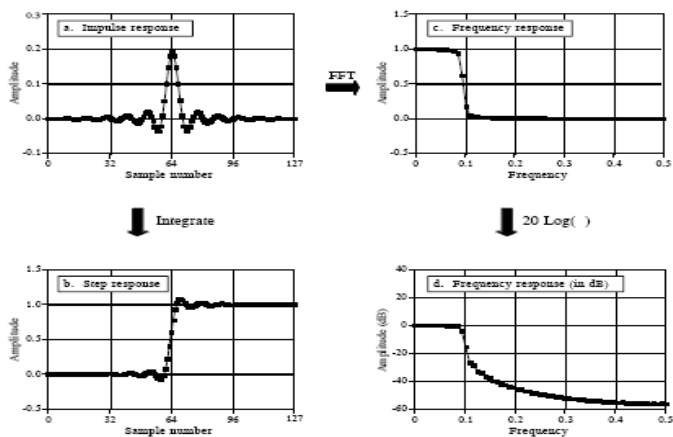 a. Impulse response
0.3
0.2
0.1
0.0
-0.1
Amplitude
0 32 64 96 127
Sample number
FFT
c. Frequency response
1.5
1.0
0.5
0.0
-0.5
Amplitude
0 0.1 0.2 0.3 0.4 0.5
Frequency
Integrate
20 Log( )
b. Step response
1.5
1.0
0.5
0.0
-0.5
Amplitude
0 32 64 96 127
Sample number
d. Frequency response (in dB)
40
20
0
-20
-40
-60
Amplitude (dB)
0 0.1 0.2 0.3 0.4 0.5
Frequency